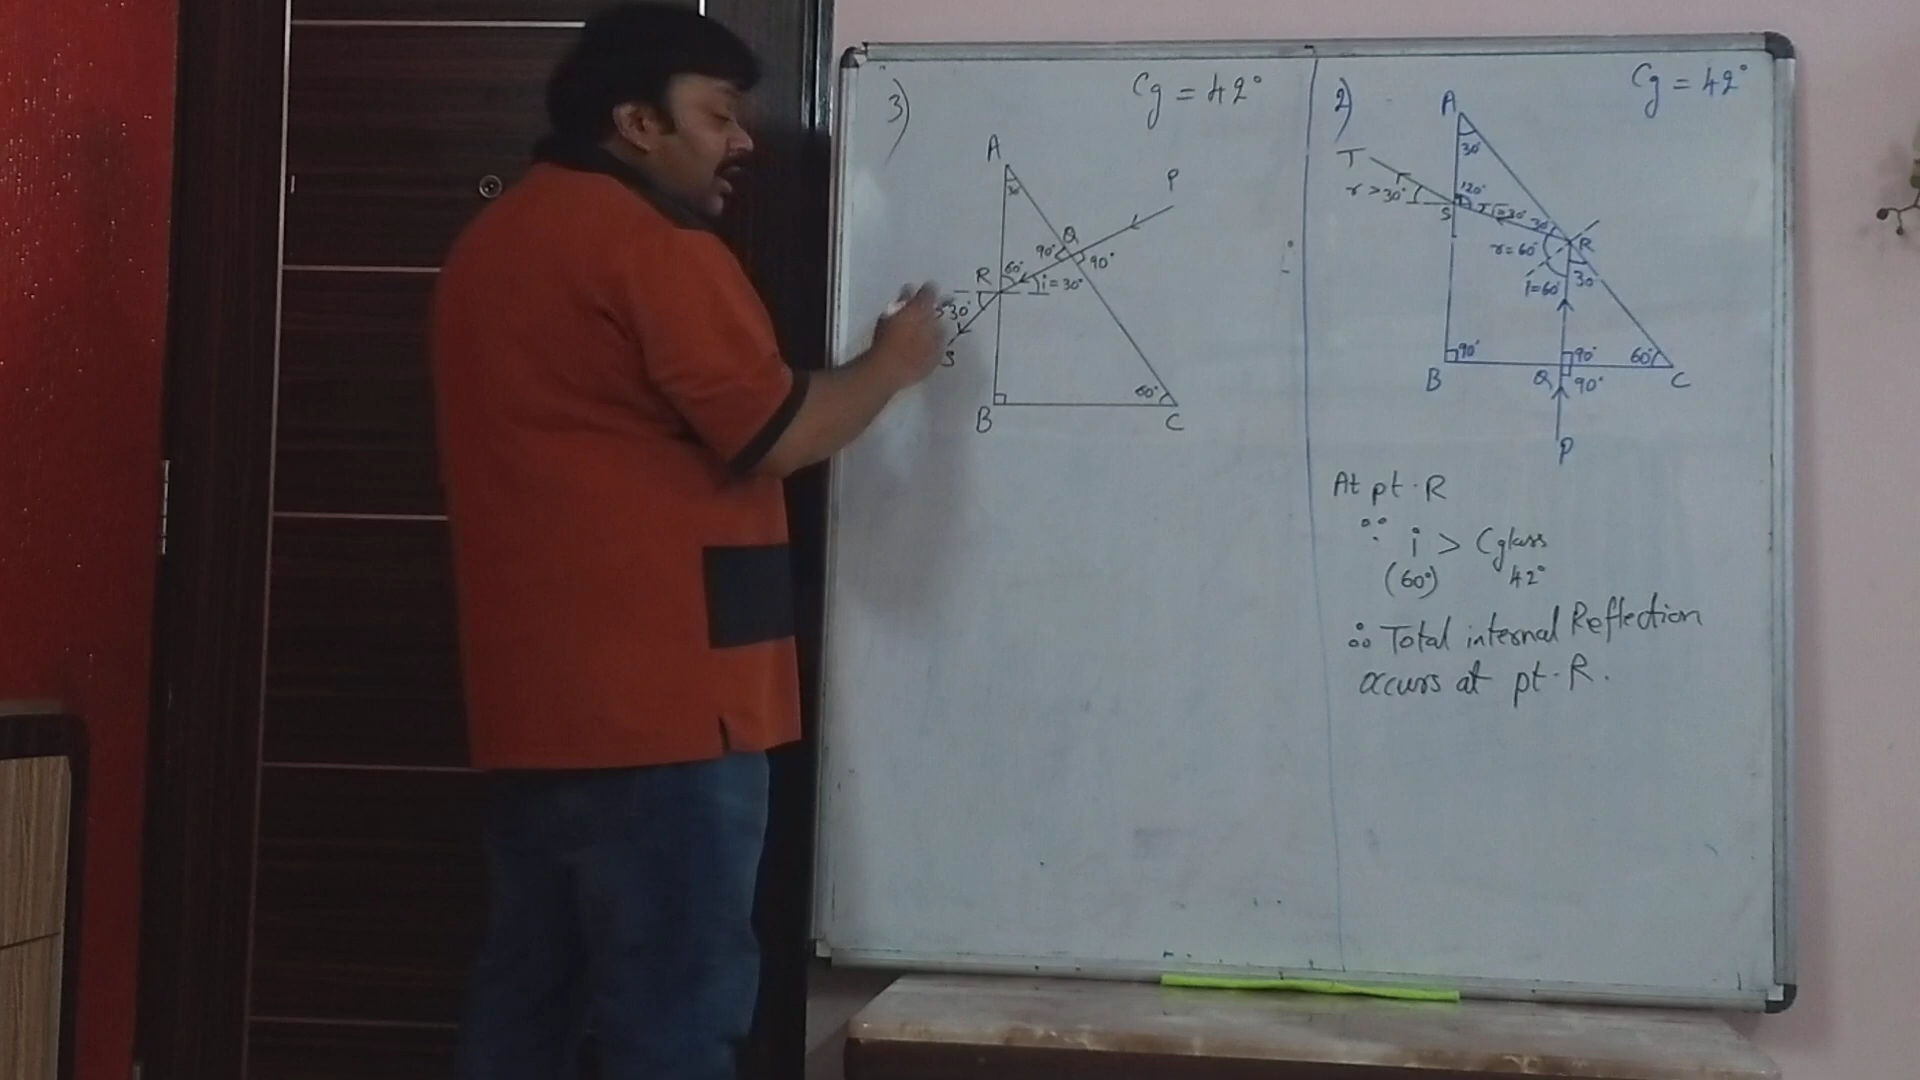 3)
Cg = 42°
A
30°
P
Q
90°
90°
R
60°
i=30°
30°
S
60°
B
C
2)
Cg = 42°
A
30°
T
r > 30°
120°
S
30°
R
r=60°
i=60°
30°
90°
90°
60°
B
Q
90°
C
P
At pt. R
∵ i > Cglass
(60°) 42°
∴ Total internal Reflection
occurs at pt. R.